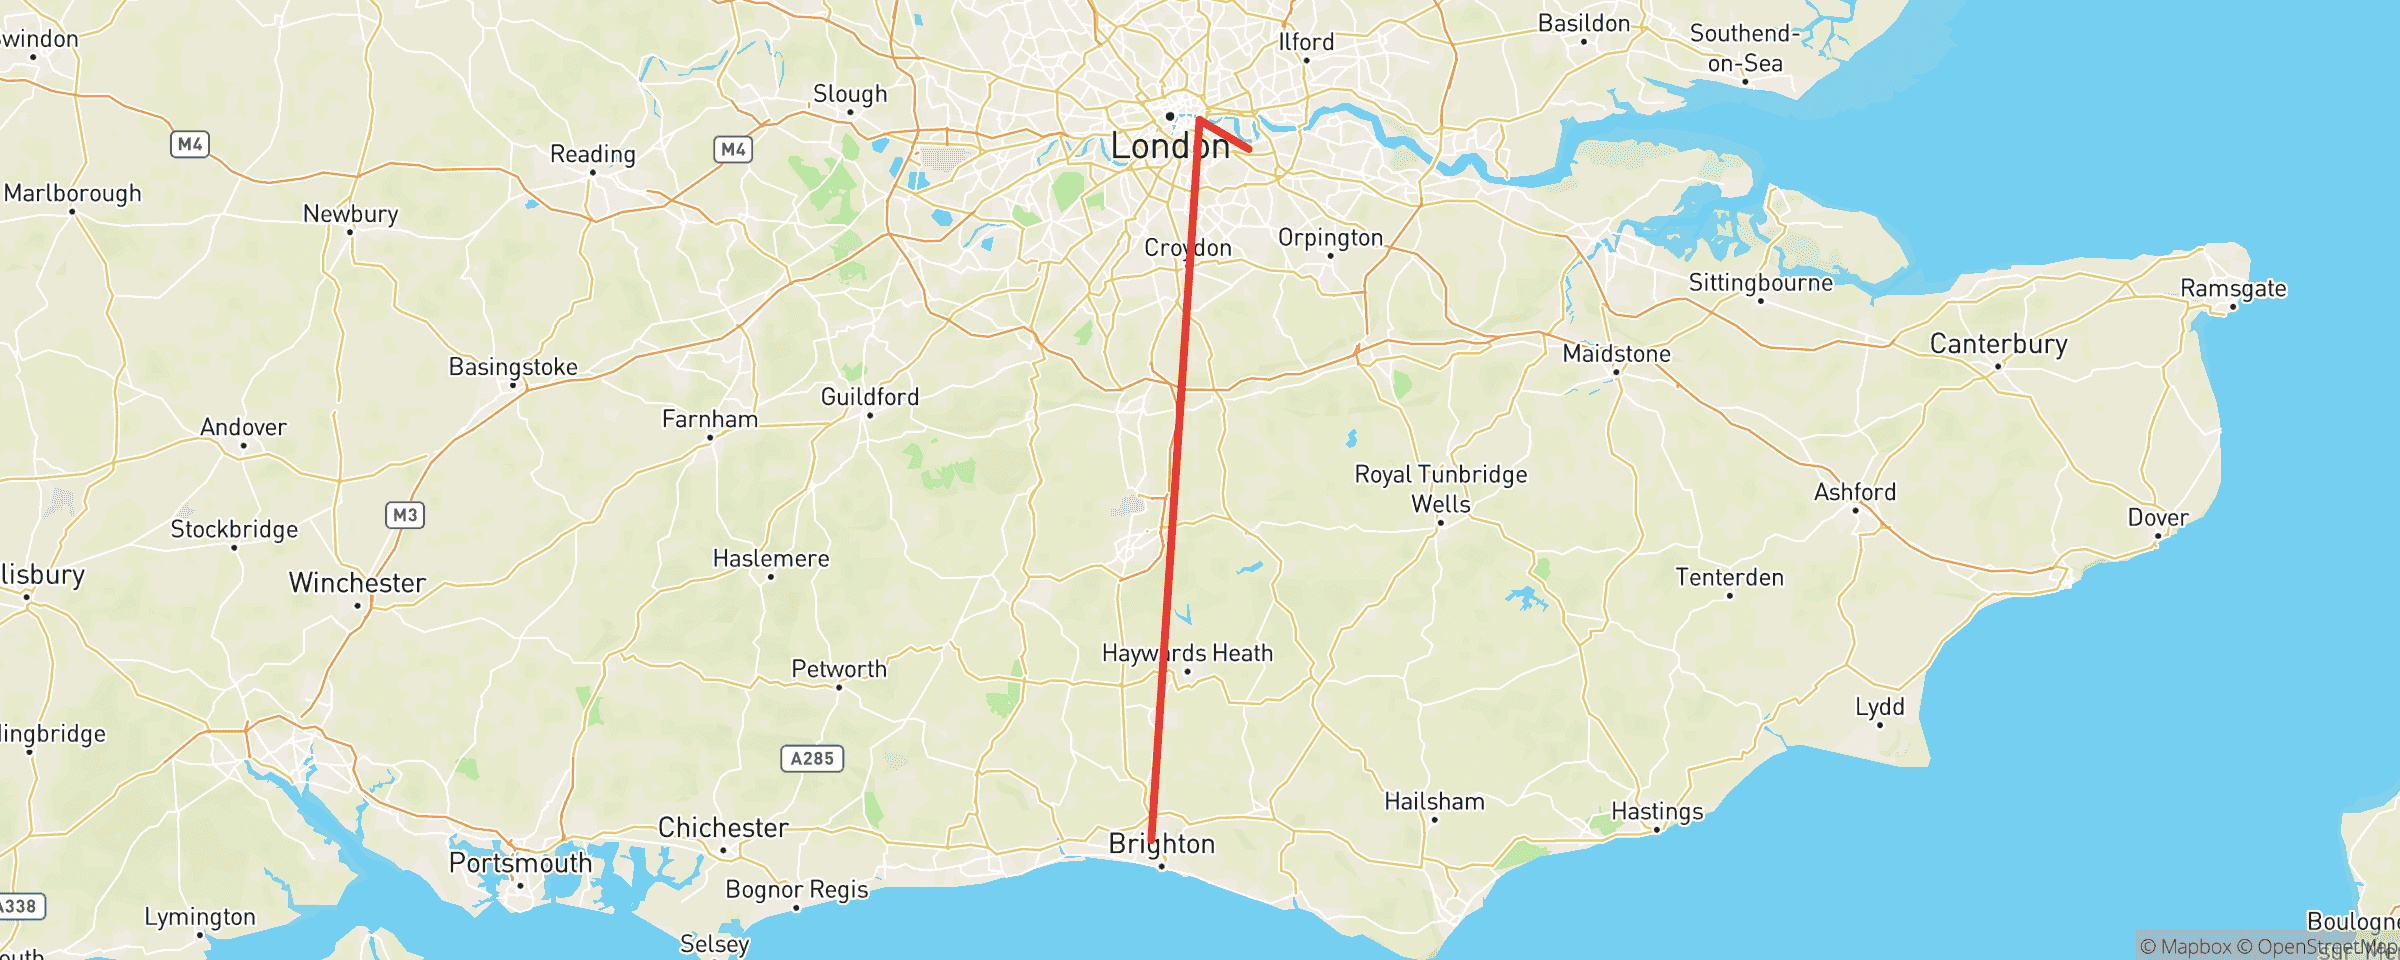 Swindon
Basildon
Southend-
on-Sea
Ilford
Slough
M4
M4
London
Reading
Marlborough
Newbury
Croydon
Orpington
Sittingbourne
Ramsgate
Canterbury
Maidstone
Basingstoke
Guildford
Farnham
Andover
Royal Tunbridge
Wells
Ashford
M3
Dover
Stockbridge
Haslemere
lisbury
Winchester
Tenterden
Haywards Heath
Petworth
Lydd
lingbridge
A285
Hailsham
Hastings
Chichester
Brighton
Portsmouth
Bognor Regis
A338
Lymington
Boulogne
Selsey
outh
© Mapbox © OpenStreetMap